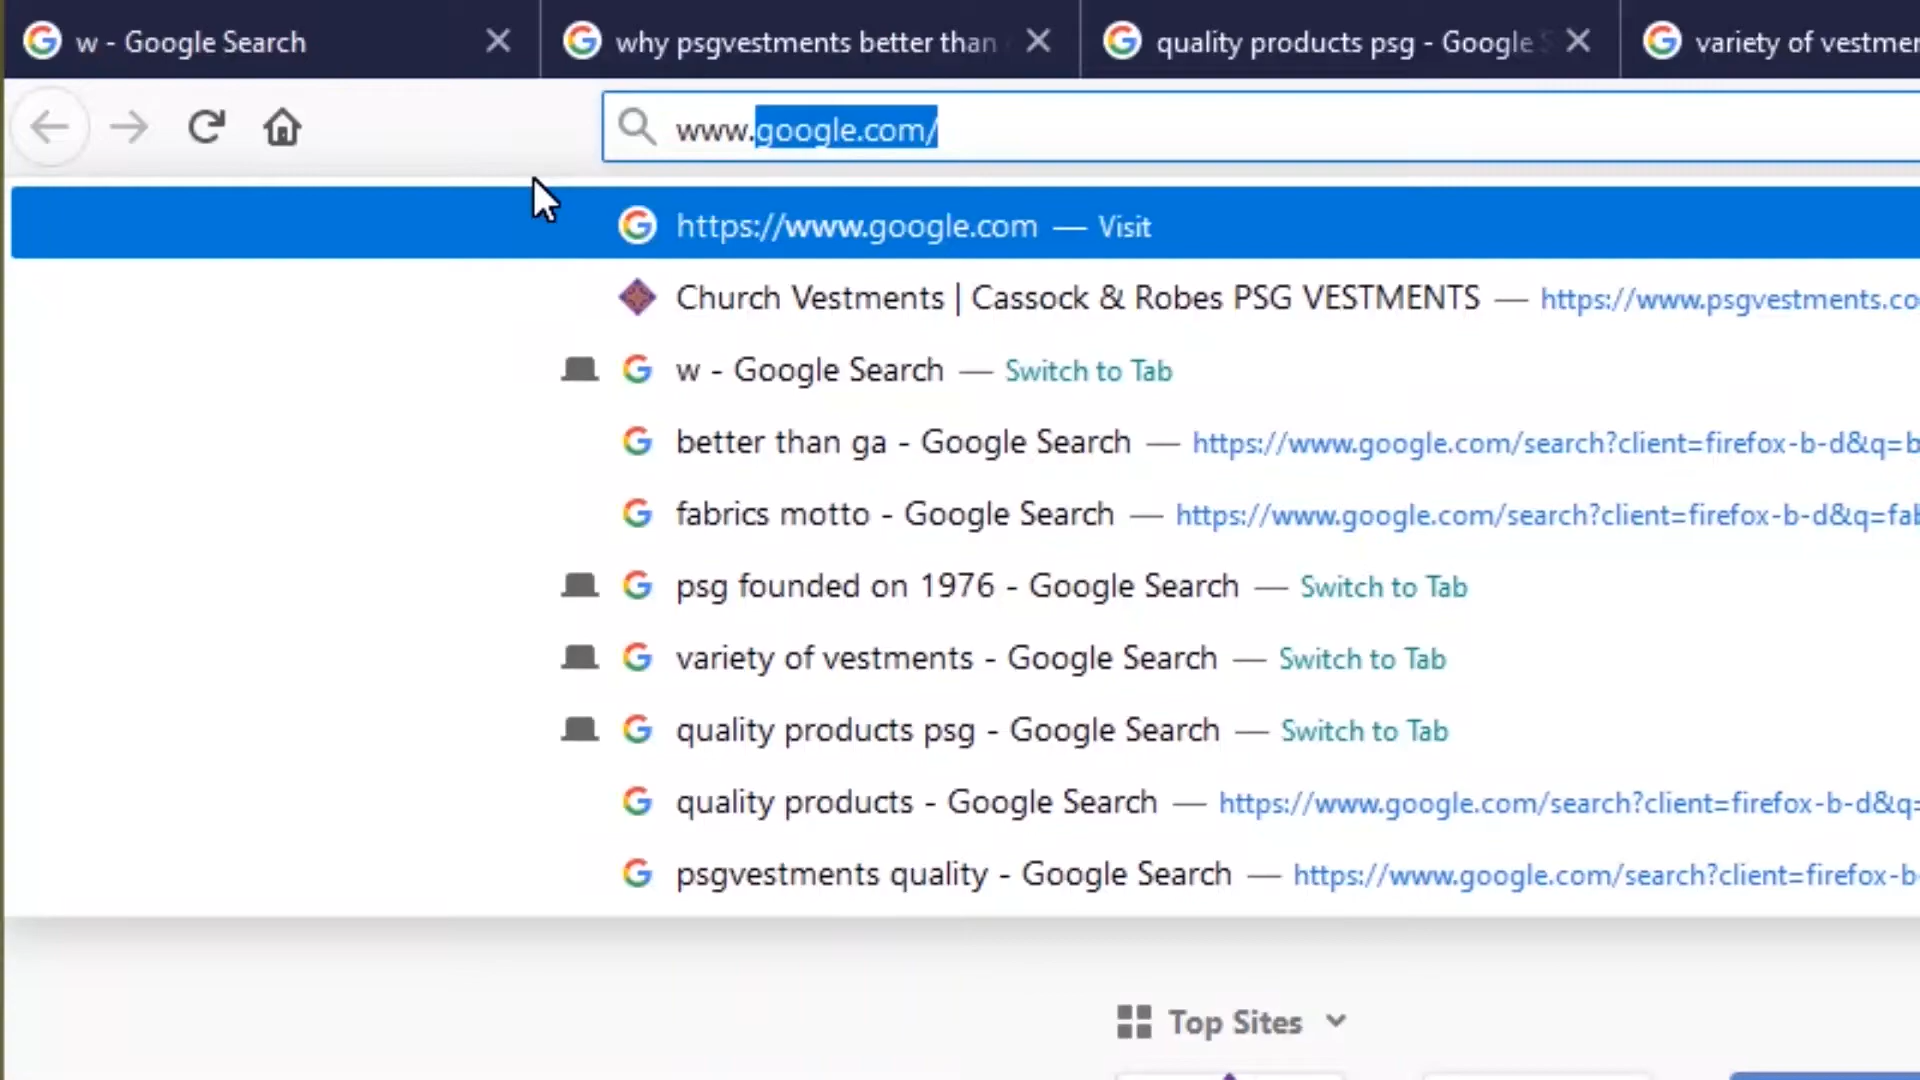 w - Google Search
why psgvestments better than
quality products psg - Google
variety of vestmen
www.google.com/
https://www.google.com — Visit
Church Vestments | Cassock & Robes PSG VESTMENTS — https://www.psgvestments.co
w - Google Search — Switch to Tab
better than ga - Google Search — https://www.google.com/search?client=firefox-b-d&q=b
fabrics motto - Google Search — https://www.google.com/search?client=firefox-b-d&q=fab
psg founded on 1976 - Google Search — Switch to Tab
variety of vestments - Google Search — Switch to Tab
quality products psg - Google Search — Switch to Tab
quality products - Google Search — https://www.google.com/search?client=firefox-b-d&q=
psgvestments quality - Google Search — https://www.google.com/search?client=firefox-b-
Top Sites